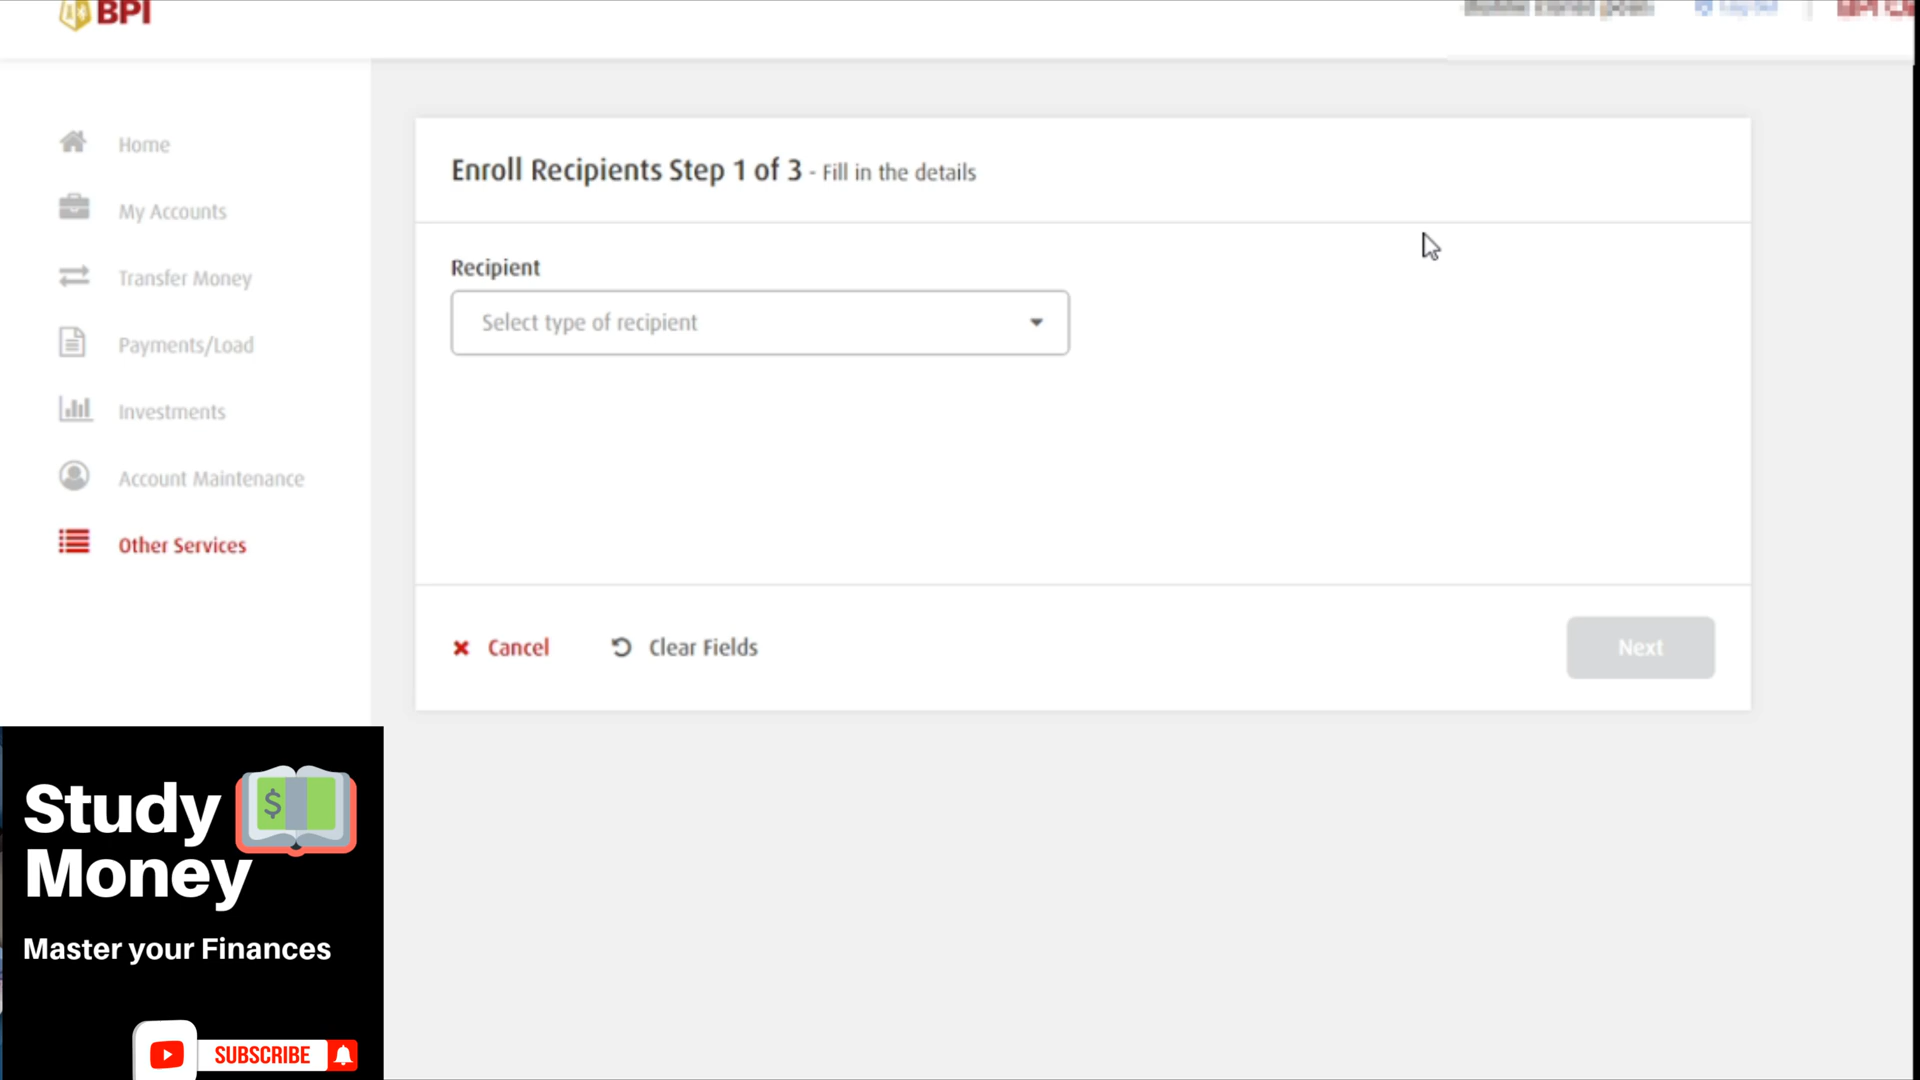 BPI
Home
My Accounts
Transfer Money
Payments/Load
Investments
Account Maintenance
Other Services
Enroll Recipients Step 1 of 3 - Fill in the details
Recipient
Select type of recipient
Cancel
Clear Fields
Next
Study
Money
$
Master your Finances
SUBSCRIBE